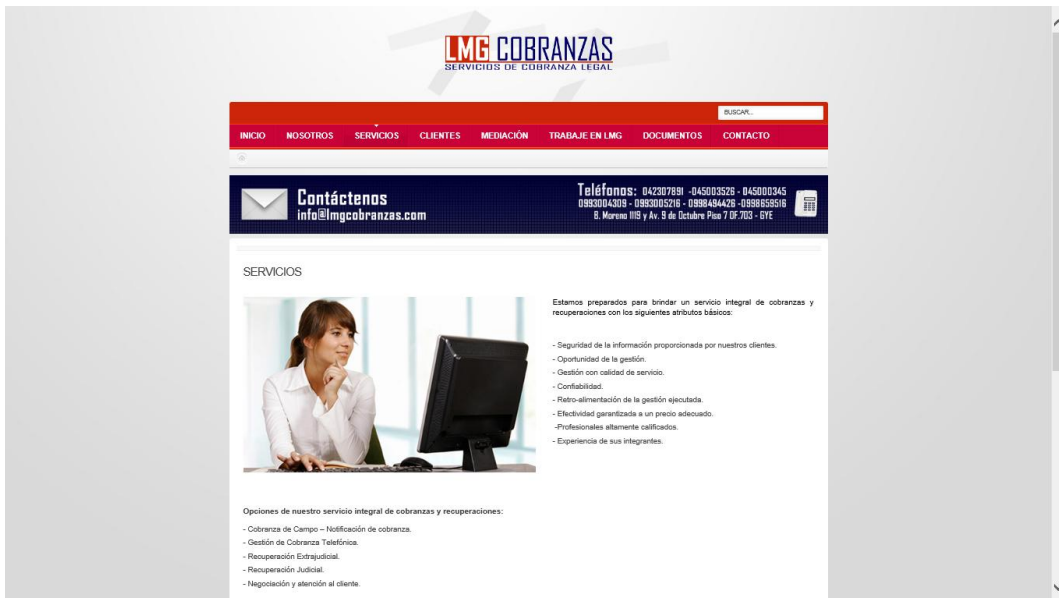 LMG COBRANZAS
SERVICIOS DE COBRANZA LEGAL
BUSCAR...
INICIO NOSOTROS SERVICIOS CLIENTES MEDIACIÓN TRABAJE EN LMG DOCUMENTOS CONTACTO
Contáctenos
info@lmgcobranzas.com
Teléfonos: 042307891 -045003526 - 045000345
0993004309 - 0993005216 - 0998494426 -0998659516
B. Moreno 1119 y Av. 9 de Octubre Piso 7 OF.703 - GYE
SERVICIOS
Estamos preparados para brindar un servicio integral de cobranzas y
recuperaciones con los siguientes atributos básicos:
- Seguridad de la información proporcionada por nuestros clientes.
- Oportunidad de la gestión.
- Gestión con calidad de servicio.
- Confiabilidad.
- Retro-alimentación de la gestión ejecutada.
- Efectividad garantizada a un precio adecuado.
-Profesionales altamente calificados.
- Experiencia de sus integrantes.
Opciones de nuestro servicio integral de cobranzas y recuperaciones:
- Cobranza de Campo – Notificación de cobranza.
- Gestión de Cobranza Telefónica.
- Recuperación Extrajudicial.
- Recuperación Judicial.
- Negociación y atención al cliente.